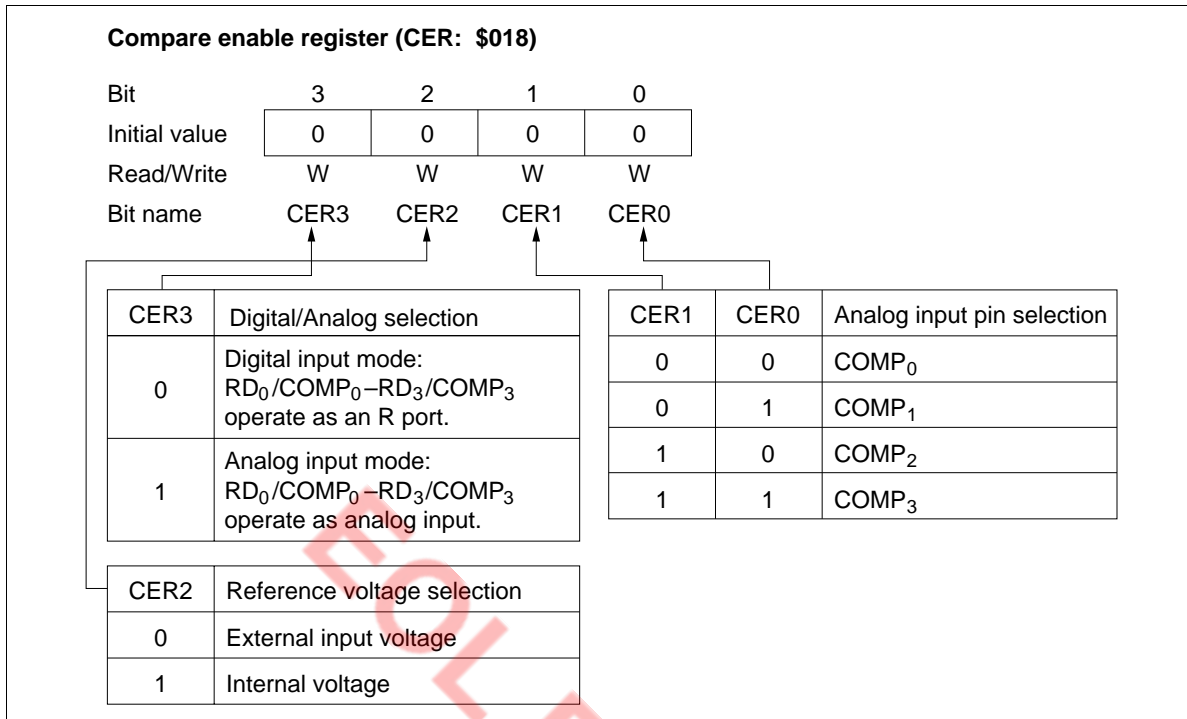 Compare enable register (CER: $018)
Bit 3 2 1 0
Initial value 0 0 0 0
Read/Write W W W W
Bit name CER3 CER2 CER1 CER0
CER3 Digital/Analog selection
0 Digital input mode:
RD0/COMP0–RD3/COMP3
operate as an R port.
1 Analog input mode:
RD0/COMP0–RD3/COMP3
operate as analog input.
CER2 Reference voltage selection
0 External input voltage
1 Internal voltage
CER1 CER0 Analog input pin selection
0 0 COMP0
0 1 COMP1
1 0 COMP2
1 1 COMP3
EOL